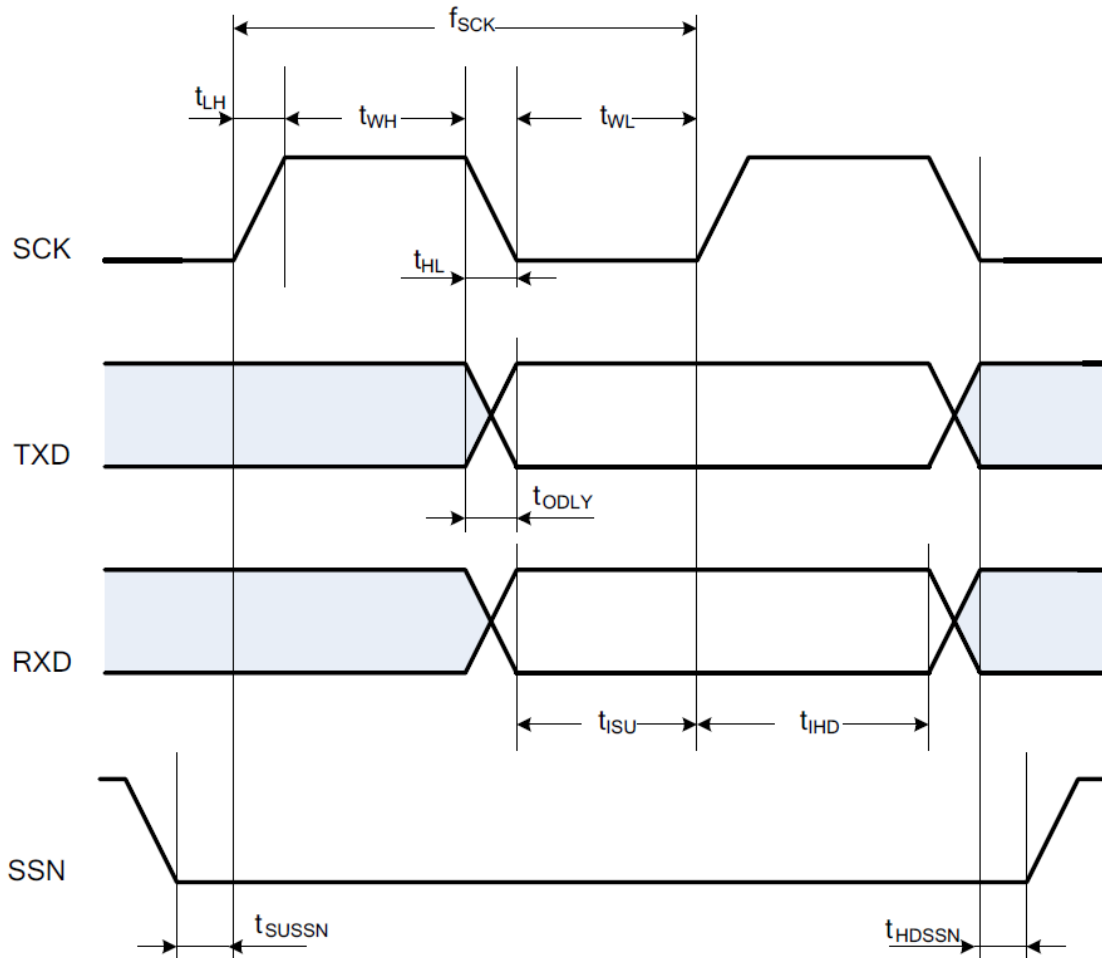 fSCK
tLH
tWH
tWL
SCK
tHL
TXD
tODLY
RXD
tISU
tIHD
SSN
tSUSSN
tHDSSN